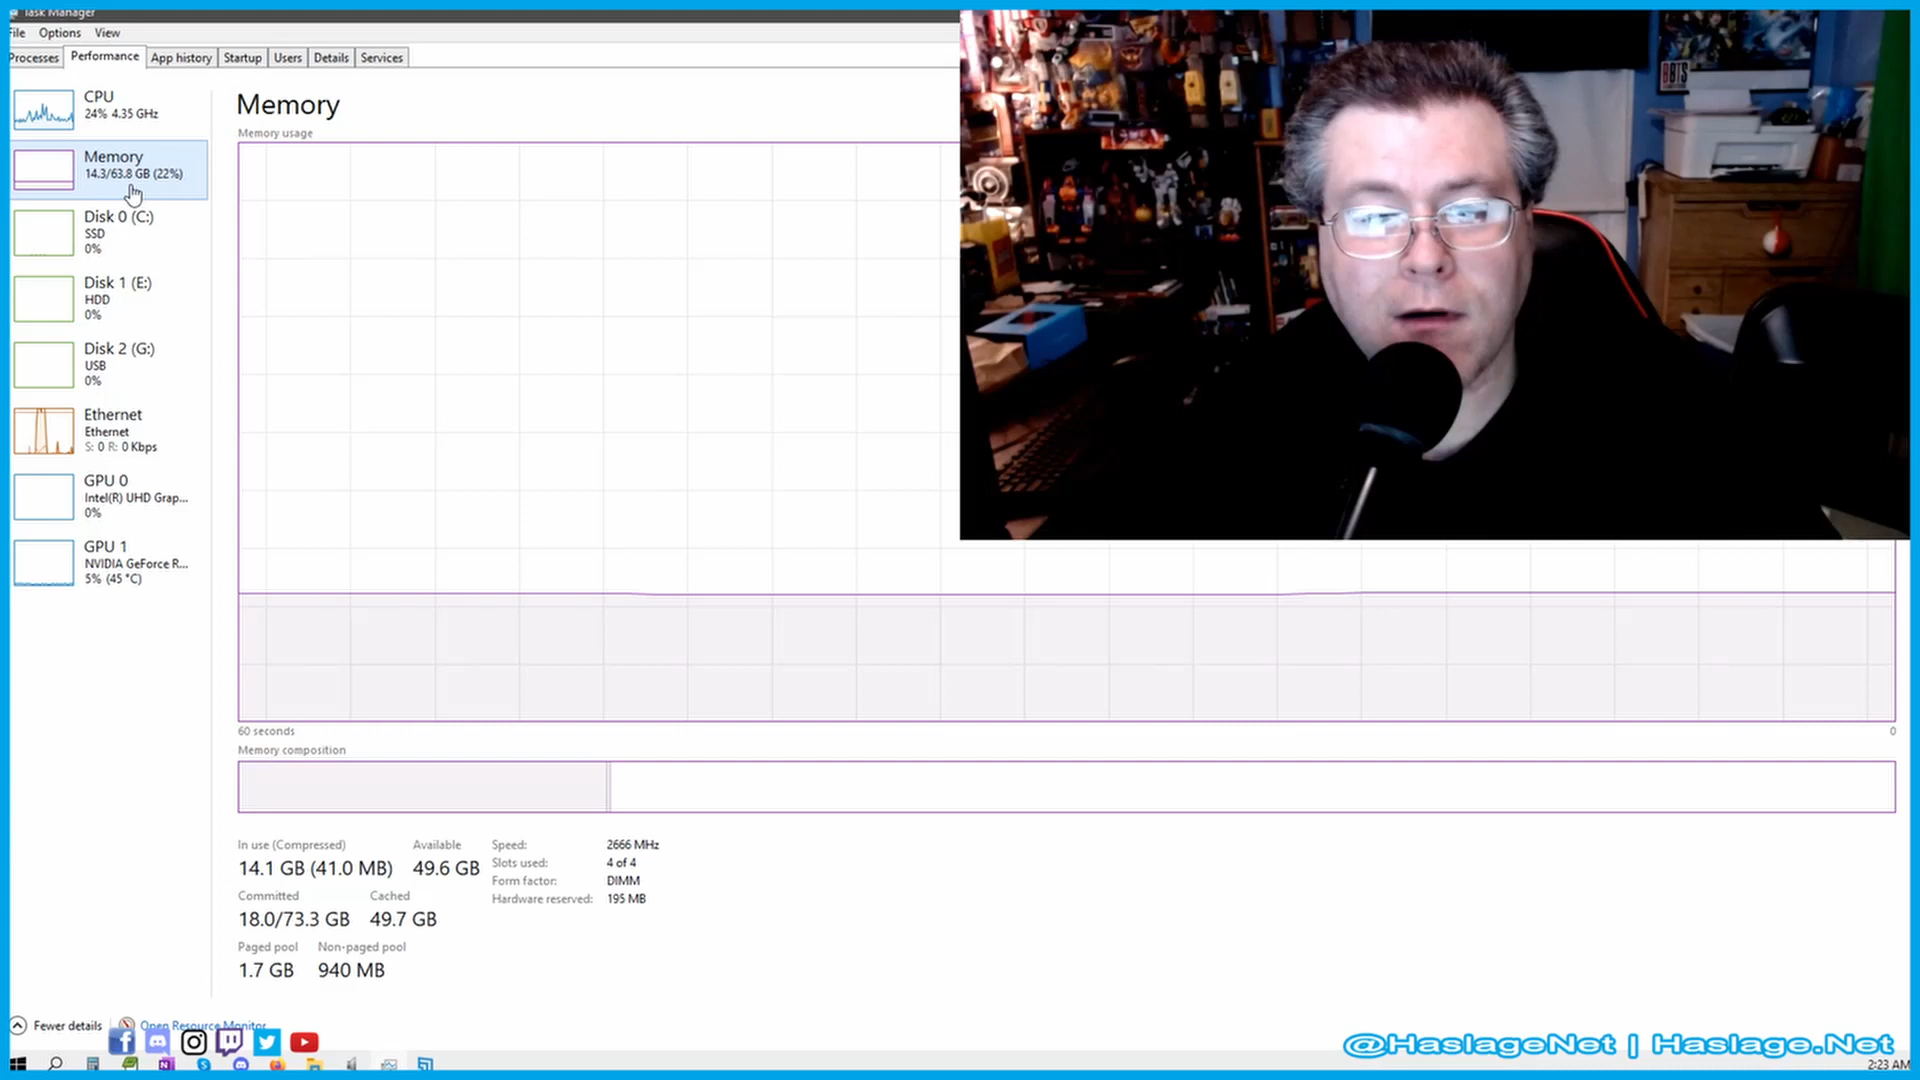 Task Manager
File Options View
Processes Performance App history Startup Users Details Services
CPU
24% 4.35 GHz
Memory
14.3/63.8 GB (22%)
Disk 0 (C:)
SSD
0%
Disk 1 (E:)
HDD
0%
Disk 2 (G:)
USB
0%
Ethernet
Ethernet
S: 0 R: 0 Kbps
GPU 0
Intel(R) UHD Grap...
0%
GPU 1
NVIDIA GeForce R...
5% (45 °C)
Memory
Memory usage
BBTS
60 seconds 0
Memory composition
In use (Compressed) Available
14.1 GB (41.0 MB) 49.6 GB
Committed Cached
18.0/73.3 GB 49.7 GB
Paged pool Non-paged pool
1.7 GB 940 MB
Speed: 2666 MHz
Slots used: 4 of 4
Form factor: DIMM
Hardware reserved: 195 MB
Fewer details Open Resource Monitor
@HaslageNet | Haslage.Net
2:23 AM